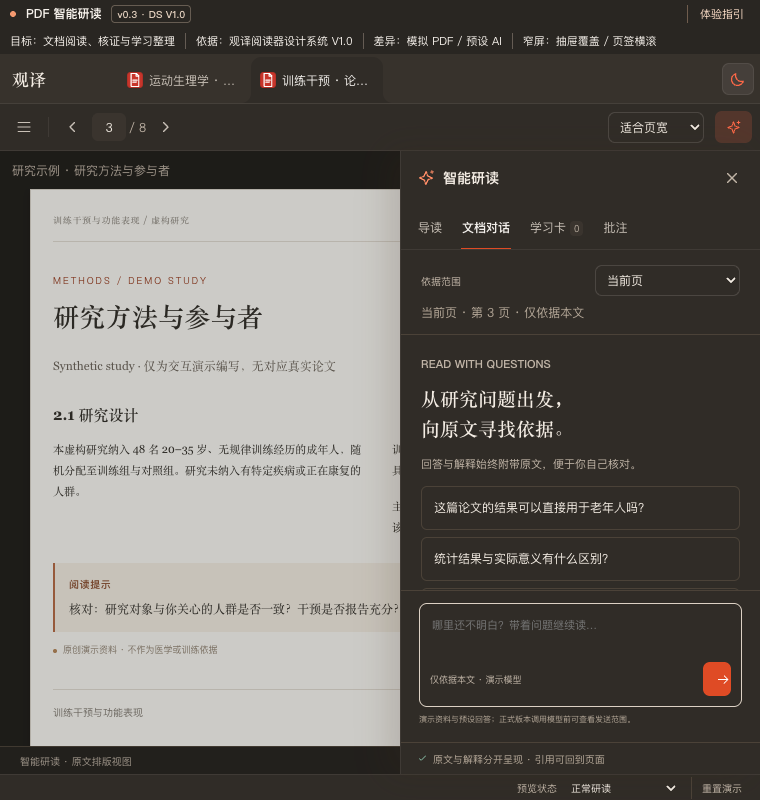 PDF 智能研读 v0.3 · DS V1.0 体验指引
目标：文档阅读、核证与学习整理 依据：观译阅读器设计系统 V1.0 差异：模拟 PDF / 预设 AI 窄屏：抽屉覆盖 / 页签横滚
观译 运动生理学 · … 训练干预 · 论…
3 / 8 适合页宽
研究示例 · 研究方法与参与者
训练干预与功能表现 / 虚构研究
METHODS / DEMO STUDY
研究方法与参与者
Synthetic study · 仅为交互演示编写，无对应真实论文
2.1 研究设计
本虚构研究纳入 48 名 20–35 岁、无规律训练经历的成年人，随
机分配至训练组与对照组。研究未纳入有特定疾病或正在康复的
人群。
训
主
该
阅读提示
核对：研究对象与你关心的人群是否一致？干预是否报告充分？
原创演示资料 · 不作为医学或训练依据
训练干预与功能表现
智能研读 · 原文排版视图
智能研读
导读 文档对话 学习卡 0 批注
依据范围 当前页
当前页 · 第 3 页 · 仅依据本文
READ WITH QUESTIONS
从研究问题出发，
向原文寻找依据。
回答与解释始终附带原文，便于你自己核对。
这篇论文的结果可以直接用于老年人吗？
统计结果与实际意义有什么区别？
哪里还不明白？带着问题继续读…
仅依据本文 · 演示模型
演示资料与预设回答；正式版本调用模型前可查看发送范围。
原文与解释分开呈现 · 引用可回到页面
预览状态 正常研读 重置演示